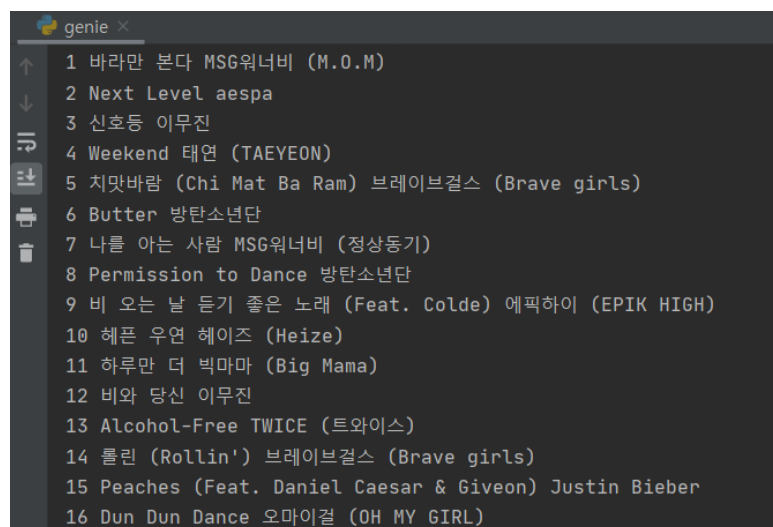 genie
1 바라만 본다 MSG워너비 (M.O.M)
2 Next Level aespa
3 신호등 이무진
4 Weekend 태연 (TAEYEON)
5 치맛바람 (Chi Mat Ba Ram) 브레이브걸스 (Brave girls)
6 Butter 방탄소년단
7 나를 아는 사람 MSG워너비 (정상동기)
8 Permission to Dance 방탄소년단
9 비 오는 날 듣기 좋은 노래 (Feat. Colde) 에픽하이 (EPIK HIGH)
10 헤픈 우연 헤이즈 (Heize)
11 하루만 더 빅마마 (Big Mama)
12 비와 당신 이무진
13 Alcohol-Free TWICE (트와이스)
14 롤린 (Rollin') 브레이브걸스 (Brave girls)
15 Peaches (Feat. Daniel Caesar & Giveon) Justin Bieber
16 Dun Dun Dance 오마이걸 (OH MY GIRL)